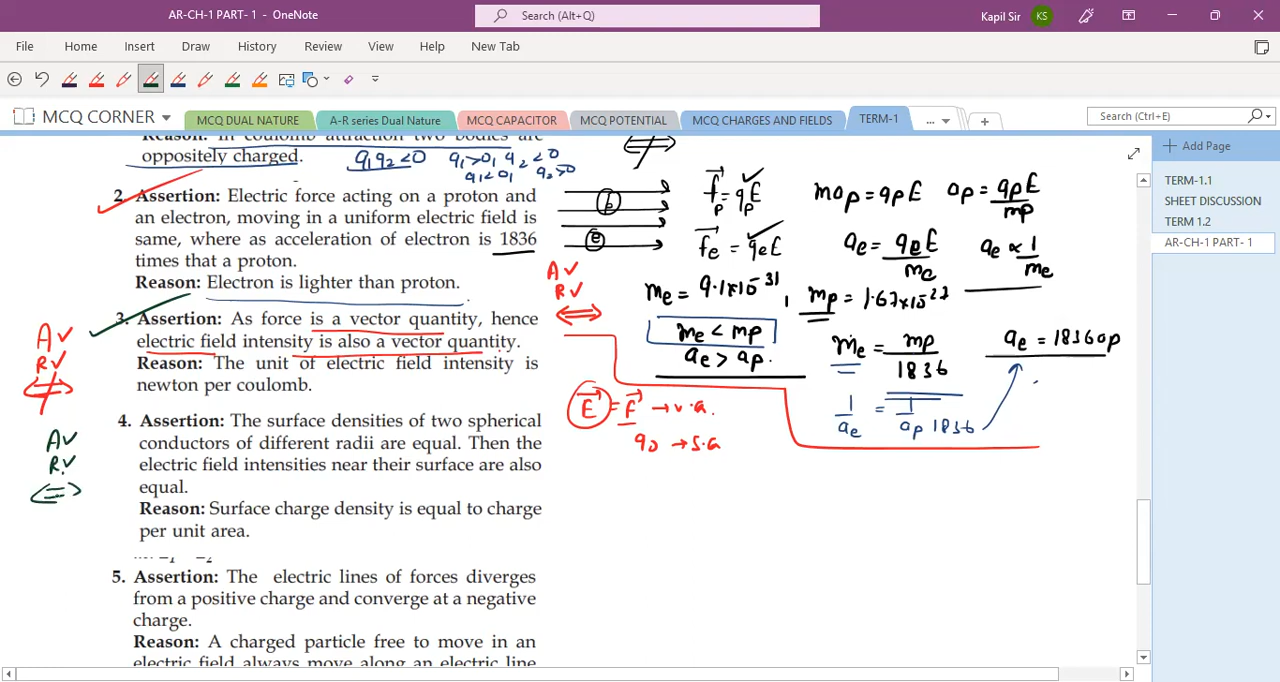 AR-CH-1 PART- 1 - OneNote
Search (Alt+Q)
Kapil Sir
KS
File
Home
Insert
Draw
History
Review
View
Help
New Tab
MCQ CORNER
MCQ DUAL NATURE
A-R series Dual Nature
MCQ CAPACITOR
MCQ POTENTIAL
MCQ CHARGES AND FIELDS
TERM-1
...
Search (Ctrl+E)
Add Page
TERM-1.1
SHEET DISCUSSION
TERM 1.2
AR-CH-1 PART- 1
Reason: In coulomb attraction two bodies are
oppositely charged.
q1q2 <0
q1>0, q2 <0
q1<0, q2 >0
2. Assertion: Electric force acting on a proton and
an electron, moving in a uniform electric field is
same, where as acceleration of electron is 1836
times that a proton.
Reason: Electron is lighter than proton.
3. Assertion: As force is a vector quantity, hence
electric field intensity is also a vector quantity.
Reason: The unit of electric field intensity is
newton per coulomb.
4. Assertion: The surface densities of two spherical
conductors of different radii are equal. Then the
electric field intensities near their surface are also
equal.
Reason: Surface charge density is equal to charge
per unit area.
5. Assertion: The electric lines of forces diverges
from a positive charge and converge at a negative
charge.
Reason: A charged particle free to move in an
electric field always move along an electric line
A✓
R✓
A✓
R✓
A✓
R✓
p
e
Fp = qpE
Fe = qeE
me = 9.1×10-31, mp = 1.67×10-27
me < mp
ae > ap.
E = F → v.q.
q0 → S.q
map = qpE
ap = qpE
mp
ae = qeE
me
ae ∝ 1
me
me = mp
1836
ae = 1836ap
1 = 1
ae ap 1836